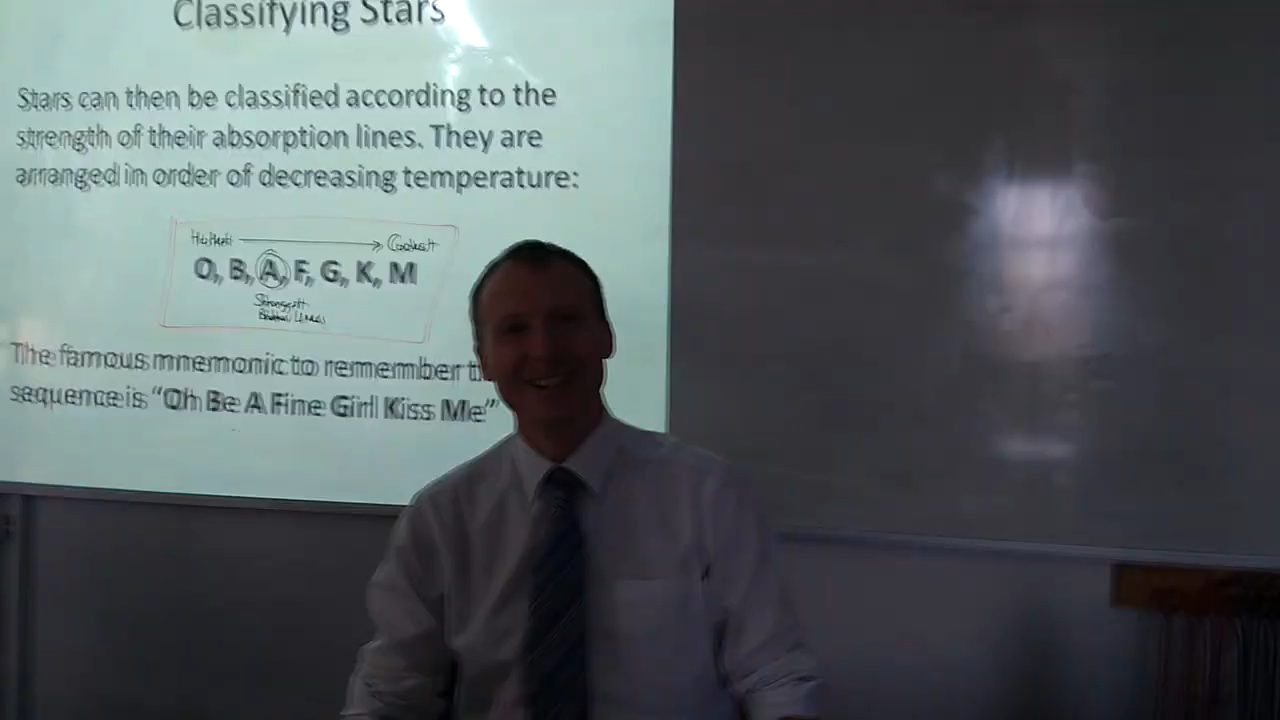 Classifying Stars
Stars can then be classified according to the
strength of their absorption lines. They are
arranged in order of decreasing temperature:
Hottest Coolest
O, B, A, F, G, K, M
Strongest
Balmer Lines
The famous mnemonic to remember
sequence is “Oh Be A Fine Girl Kiss Me”